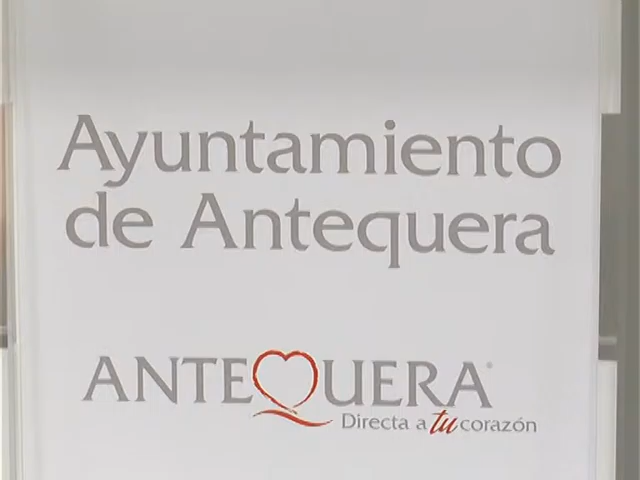 Ayuntamiento
de Antequera
ANTEQUERA
Directa a tu corazón